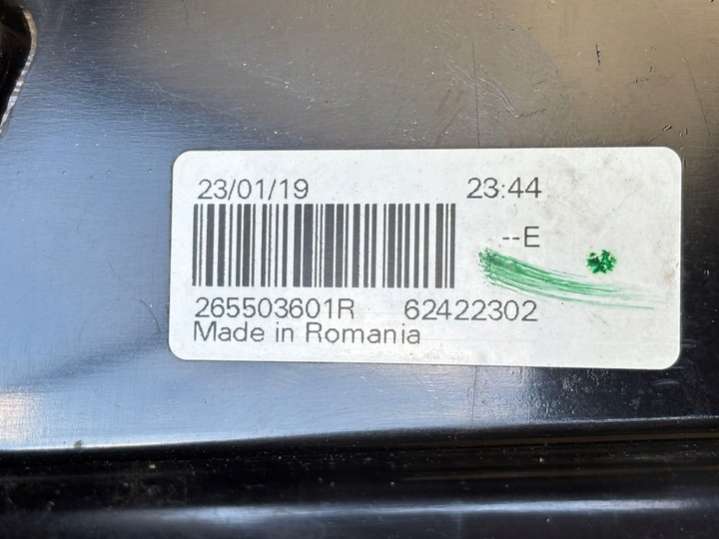 23/01/19 23:44
--E
265503601R 62422302
Made in Romania